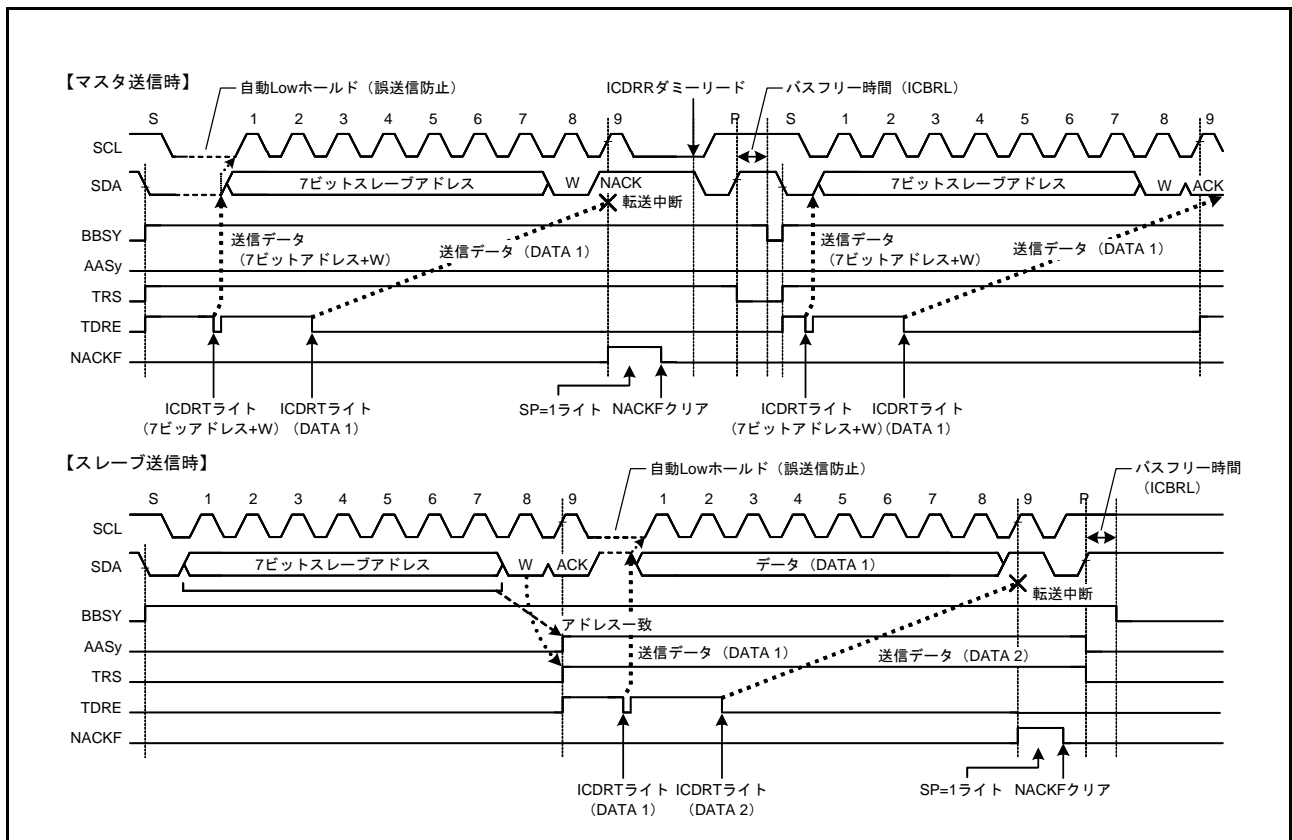 【マスタ送信時】
自動Lowホールド（誤送信防止）
ICDRRダミーリード
バスフリー時間（ICBRL）
S 1 2 3 4 5 6 7 8 9 P S 1 2 3 4 5 6 7 8 9
SCL
SDA 7ビットスレーブアドレス W NACK 7ビットスレーブアドレス W ACK
転送中断
BBSY
送信データ
（7ビットアドレス+W）
送信データ（DATA 1）
送信データ
（7ビットアドレス+W）
送信データ（DATA 1）
AASy
TRS
TDRE
NACKF
ICDRTライト
（7ビッアドレス+W）
ICDRTライト
（DATA 1）
SP=1ライト NACKFクリア
ICDRTライト
（7ビットアドレス+W）
ICDRTライト
（DATA 1）
【スレーブ送信時】
自動Lowホールド（誤送信防止）
バスフリー時間
（ICBRL）
S 1 2 3 4 5 6 7 8 9 1 2 3 4 5 6 7 8 9 P
SCL
SDA 7ビットスレーブアドレス W ACK データ（DATA 1）
転送中断
BBSY
アドレス一致
AASy
送信データ（DATA 1） 送信データ（DATA 2）
TRS
TDRE
NACKF
ICDRTライト
（DATA 1）
ICDRTライト
（DATA 2）
SP=1ライト NACKFクリア